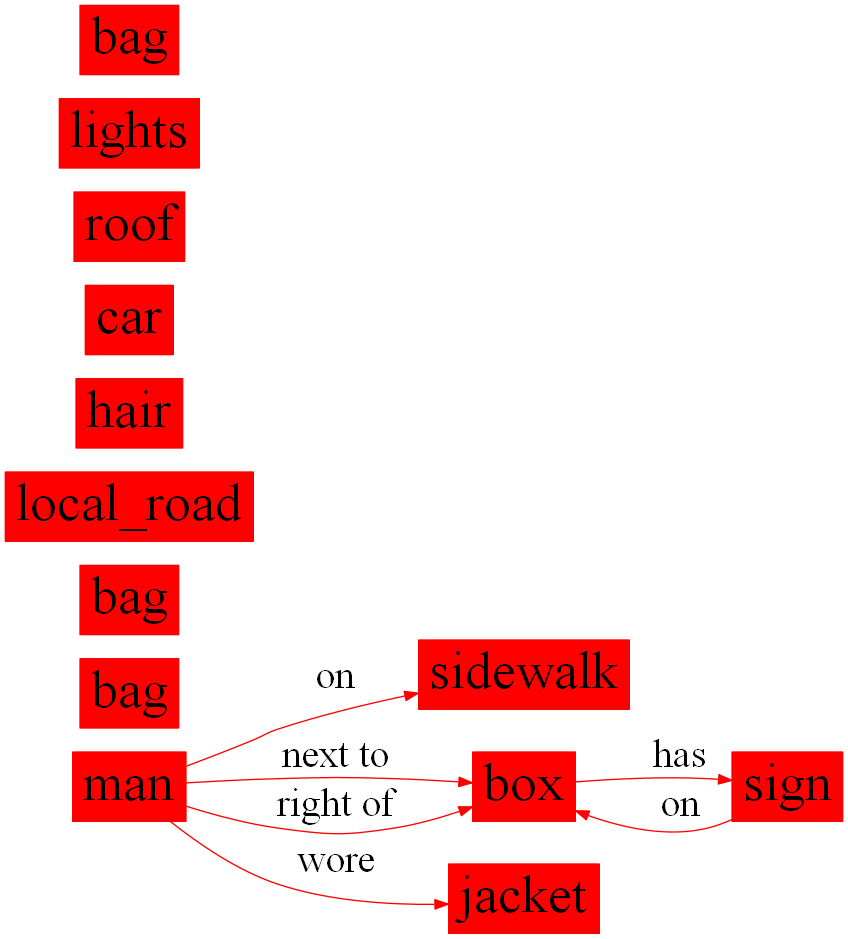 bag
lights
roof
car
hair
local_road
bag
bag
on
sidewalk
man
next to
right of
wore
box
has
on
sign
jacket